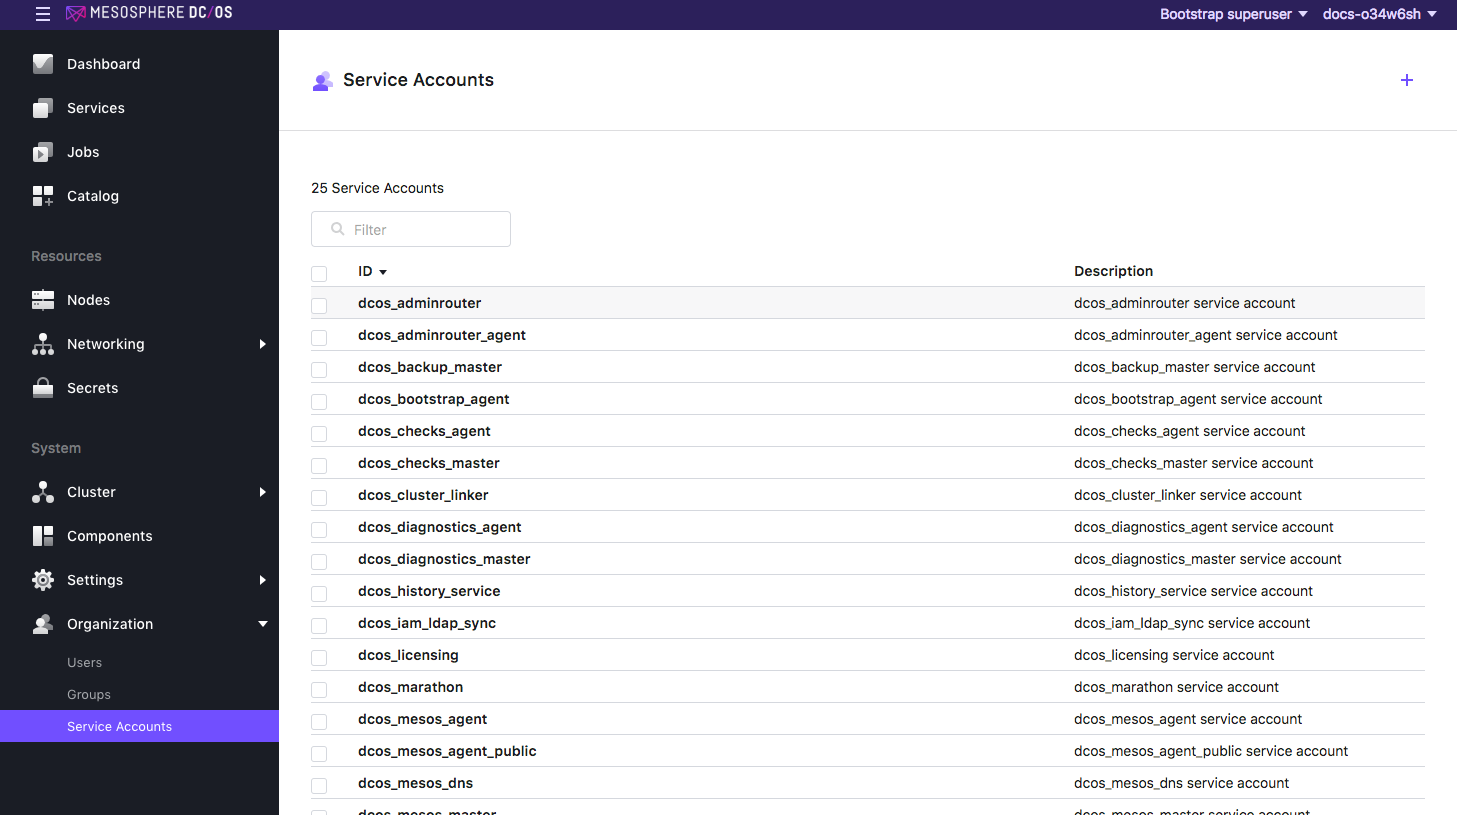 MESOSPHERE DC/OS
Bootstrap superuser docs-o34w6sh
Dashboard
Services
Jobs
Catalog
Resources
Nodes
Networking
Secrets
System
Cluster
Components
Settings
Organization
Users
Groups
Service Accounts
Service Accounts
25 Service Accounts
Filter
ID Description
dcos_adminrouter dcos_adminrouter service account
dcos_adminrouter_agent dcos_adminrouter_agent service account
dcos_backup_master dcos_backup_master service account
dcos_bootstrap_agent dcos_bootstrap_agent service account
dcos_checks_agent dcos_checks_agent service account
dcos_checks_master dcos_checks_master service account
dcos_cluster_linker dcos_cluster_linker service account
dcos_diagnostics_agent dcos_diagnostics_agent service account
dcos_diagnostics_master dcos_diagnostics_master service account
dcos_history_service dcos_history_service service account
dcos_iam_ldap_sync dcos_iam_ldap_sync service account
dcos_licensing dcos_licensing service account
dcos_marathon dcos_marathon service account
dcos_mesos_agent dcos_mesos_agent service account
dcos_mesos_agent_public dcos_mesos_agent_public service account
dcos_mesos_dns dcos_mesos_dns service account
dcos_mesos_master dcos_mesos_master service account